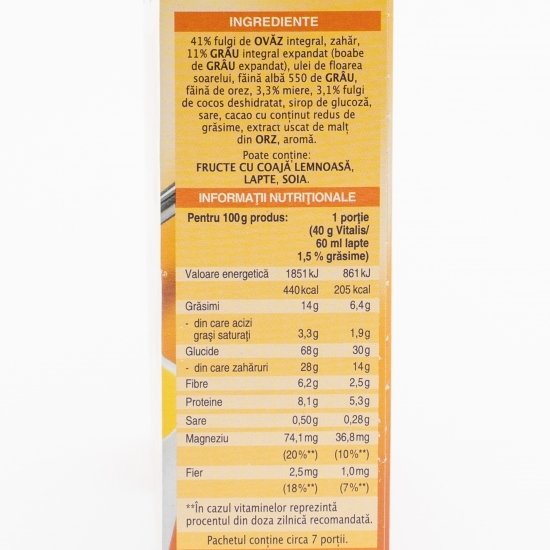 INGREDIENTE
41% fulgi de OVĂZ integral, zahăr,
11% GRÂU integral expandat (boabe
de GRÂU expandat), ulei de floarea
soarelui, făină albă 550 de GRÂU,
făină de orez, 3,3% miere, 3,1% fulgi
de cocos deshidratat, sirop de glucoză,
sare, cacao cu conținut redus de
grăsime, extract uscat de malț
din ORZ, aromă.
Poate conține:
FRUCTE CU COAJĂ LEMNOASĂ,
LAPTE, SOIA.
INFORMAȚII NUTRIȚIONALE
Pentru 100g produs: 1 porție
(40 g Vitalis/
60 ml lapte
1,5 % grăsime)
Valoare energetică 1851kJ 861kJ
440kcal 205 kcal
Grăsimi 14g 6,4g
- din care acizi
grași saturați 3,3g 1,9g
Glucide 68g 30g
- din care zaharuri 28g 14g
Fibre 6,2g 2,5g
Proteine 8,1g 5,3g
Sare 0,50g 0,28g
Magneziu 74,1mg 36,8mg
(20%**) (10%**)
Fier 2,5mg 1,0mg
(18%**) (7%**)
**În cazul vitaminelor reprezintă
procentul din doza zilnică recomandată.
Pachetul conține circa 7 porții.